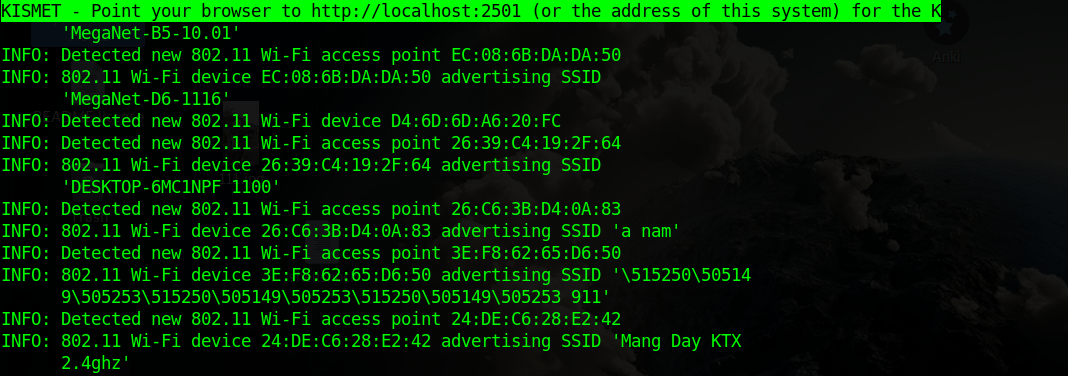 KISMET - Point your browser to http://localhost:2501 (or the address of this system) for the K
'MegaNet-B5-10.01'
INFO: Detected new 802.11 Wi-Fi access point EC:08:6B:DA:DA:50
INFO: 802.11 Wi-Fi device EC:08:6B:DA:DA:50 advertising SSID
'MegaNet-D6-1116'
INFO: Detected new 802.11 Wi-Fi device D4:6D:6D:A6:20:FC
INFO: Detected new 802.11 Wi-Fi access point 26:39:C4:19:2F:64
INFO: 802.11 Wi-Fi device 26:39:C4:19:2F:64 advertising SSID
'DESKTOP-6MC1NPF 1100'
INFO: Detected new 802.11 Wi-Fi access point 26:C6:3B:D4:0A:83
INFO: 802.11 Wi-Fi device 26:C6:3B:D4:0A:83 advertising SSID 'a nam'
INFO: Detected new 802.11 Wi-Fi access point 3E:F8:62:65:D6:50
INFO: 802.11 Wi-Fi device 3E:F8:62:65:D6:50 advertising SSID '\515250\50514
9\505253\515250\505149\505253\515250\505149\505253 911'
INFO: Detected new 802.11 Wi-Fi access point 24:DE:C6:28:E2:42
INFO: 802.11 Wi-Fi device 24:DE:C6:28:E2:42 advertising SSID 'Mang Day KTX
2.4ghz'
Anki